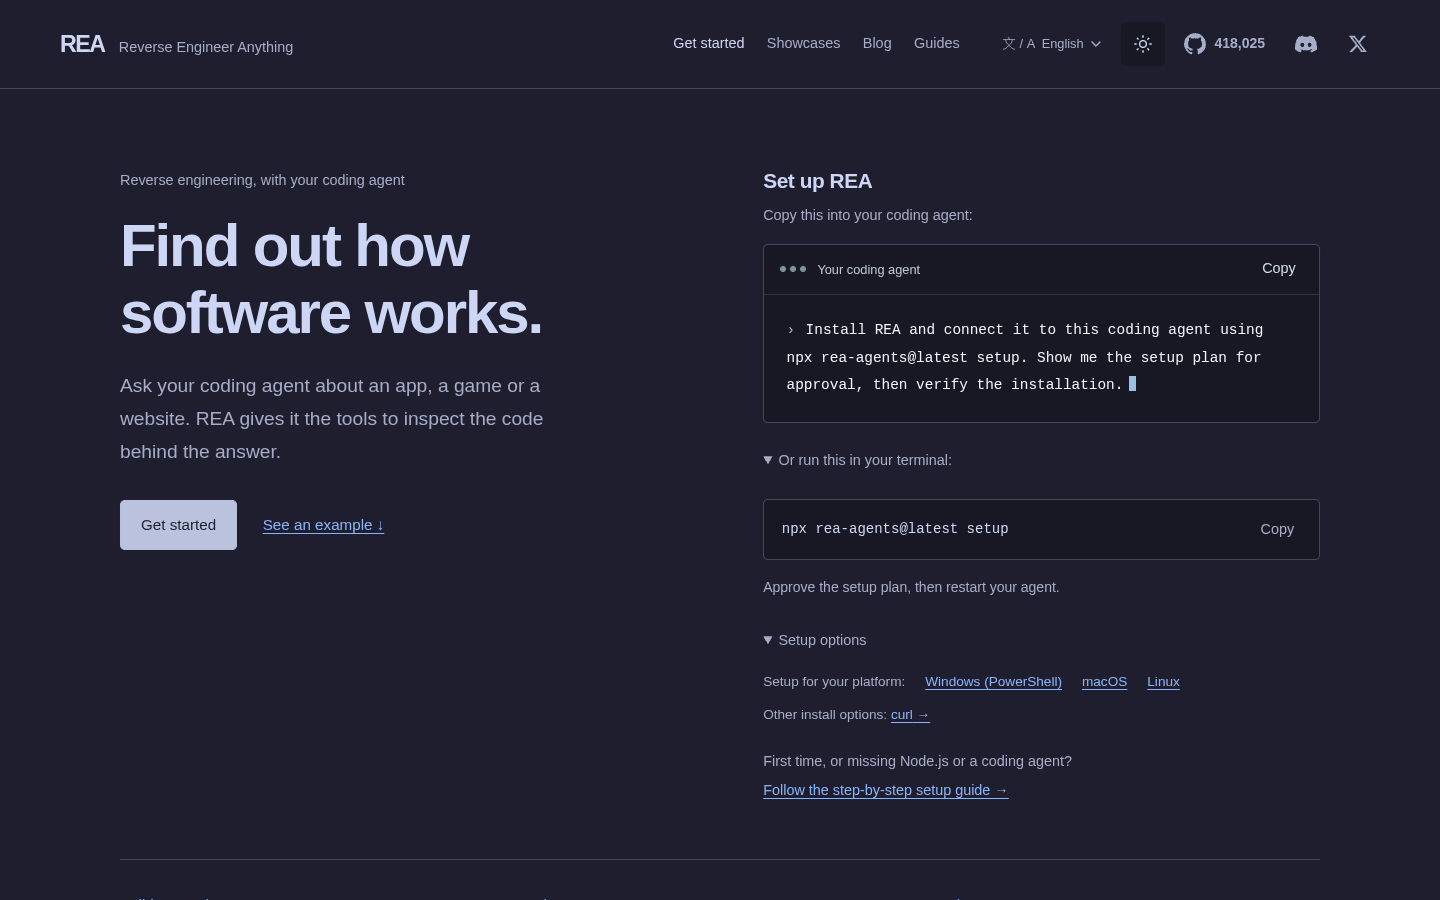 REA Reverse Engineer Anything
Get started Showcases Blog Guides 文 / A English 418,025
Reverse engineering, with your coding agent
Find out how
software works.
Ask your coding agent about an app, a game or a
website. REA gives it the tools to inspect the code
behind the answer.
Get started See an example ↓
Set up REA
Copy this into your coding agent:
Your coding agent Copy
› Install REA and connect it to this coding agent using
npx rea-agents@latest setup. Show me the setup plan for
approval, then verify the installation.
▼ Or run this in your terminal:
npx rea-agents@latest setup Copy
Approve the setup plan, then restart your agent.
▼ Setup options
Setup for your platform: Windows (PowerShell) macOS Linux
Other install options: curl →
First time, or missing Node.js or a coding agent?
Follow the step-by-step setup guide →